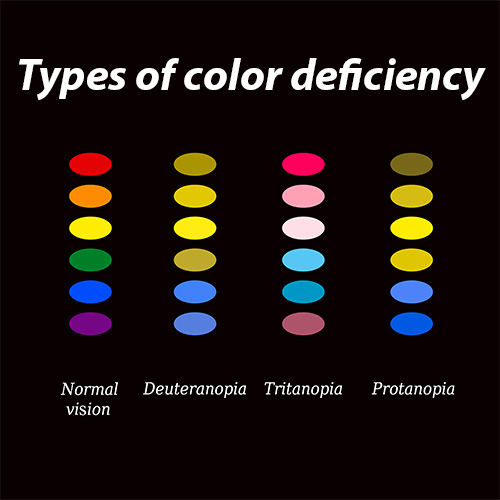 Types of color deficiency
Normal
vision
Deuteranopia
Tritanopia
Protanopia